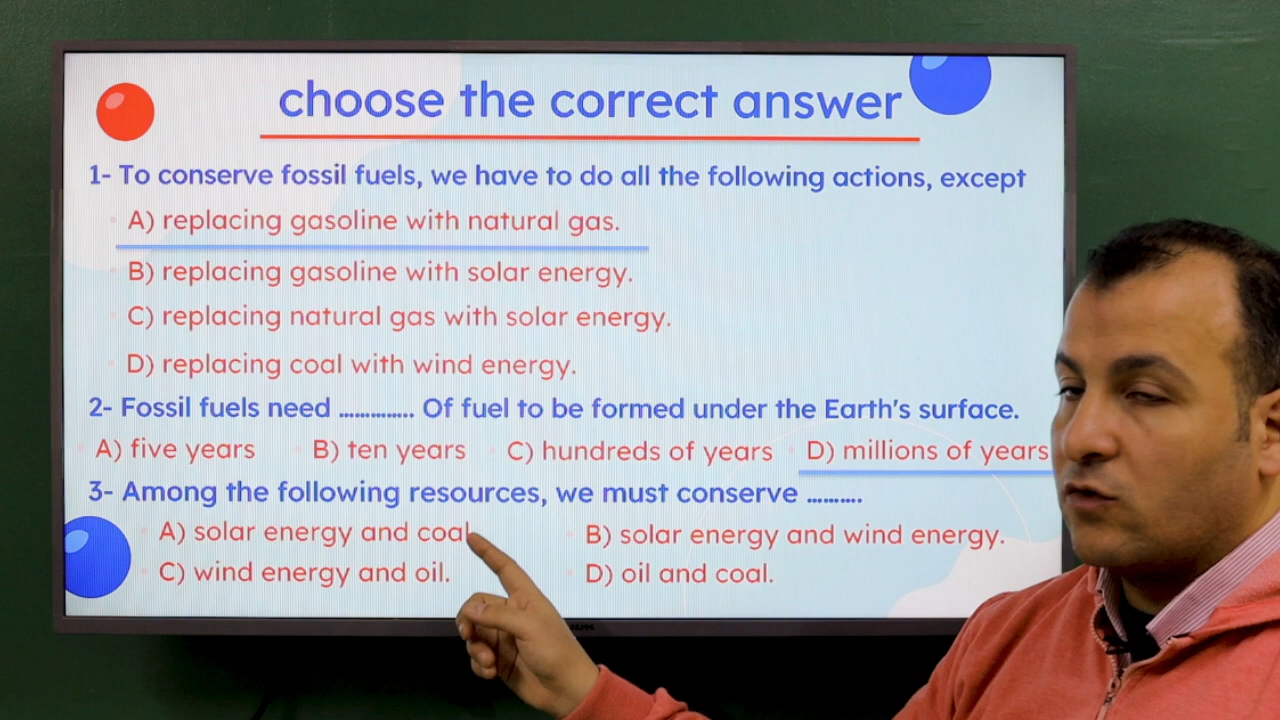 choose the correct answer
1- To conserve fossil fuels, we have to do all the following actions, except
A) replacing gasoline with natural gas.
B) replacing gasoline with solar energy.
C) replacing natural gas with solar energy.
D) replacing coal with wind energy.
2- Fossil fuels need .............. Of fuel to be formed under the Earth's surface.
A) five years B) ten years C) hundreds of years D) millions of years
3- Among the following resources, we must conserve ..........
A) solar energy and coal B) solar energy and wind energy.
C) wind energy and oil. D) oil and coal.